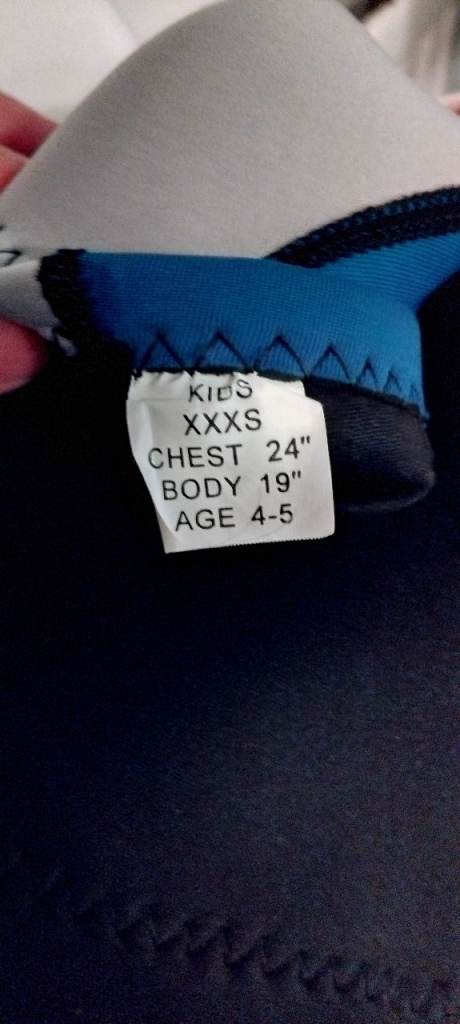 KIDS
XXXS
CHEST 24"
BODY 19"
AGE 4-5